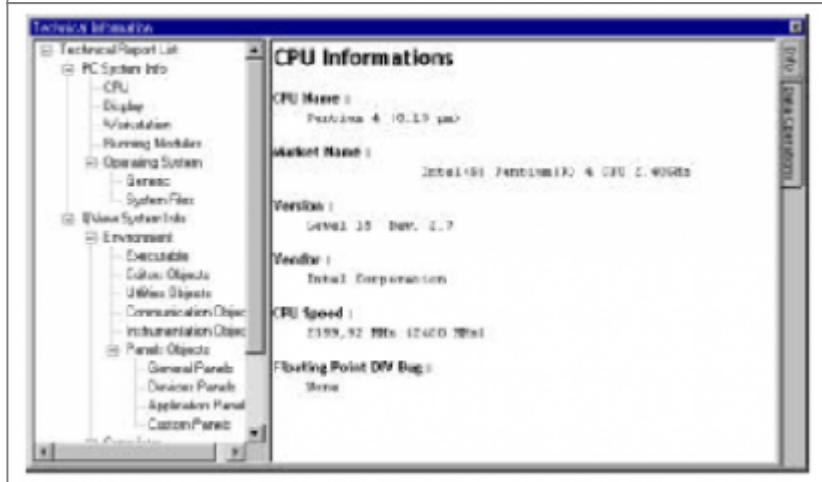 Technical Information
Technical Report List
PC System Info
CPU
Display
Workstation
Running Modules
Operating System
Generic
System Files
System Info
Environment
Executable
Editors Objects
Utilities Objects
Communication Objec
Instrumentation Objec
Panels Objects
General Panels
Devices Panels
Application Panel
Custom Panels
CPU Informations
CPU Name :
Pentium 4 (0.13 µm)
Market Name :
Intel(R) Pentium(R) 4 CPU 2.40GHz
Version :
Level 15 Rev. 2.7
Vendor :
Intel Corporation
CPU Speed :
2399,92 MHz (2400 MHz)
Floating Point DIV Bug :
None
Info
Data Operations